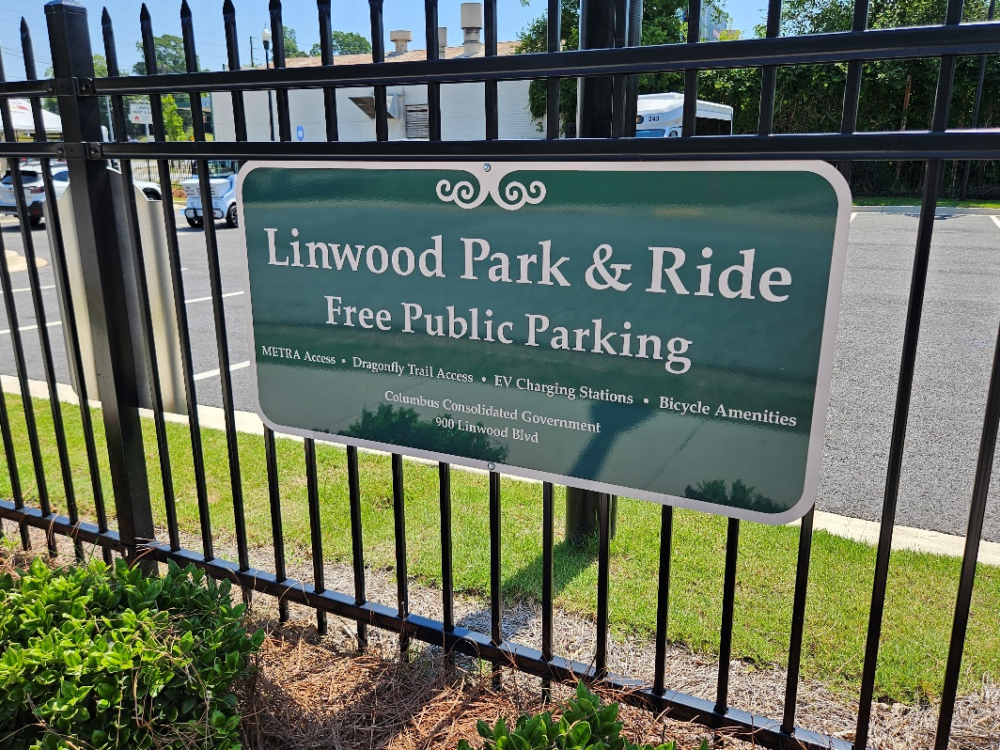 243
Linwood Park & Ride
Free Public Parking
METRA Access • Dragonfly Trail Access • EV Charging Stations • Bicycle Amenities
Columbus Consolidated Government
900 Linwood Blvd